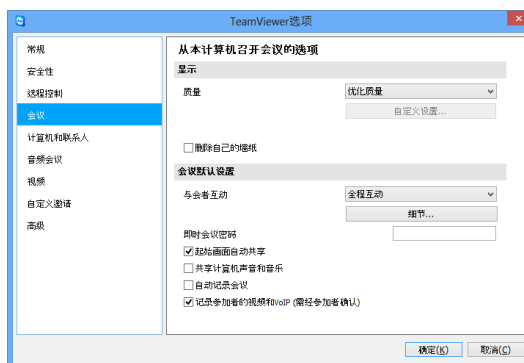 TeamViewer选项
常规
安全性
远程控制
会议
计算机和联系人
音频会议
视频
自定义邀请
高级
从本计算机召开会议的选项
显示
质量
优化质量
自定义设置...
删除自己的墙纸
会议默认设置
与会者互动
全程互动
细节...
即时会议密码
起始画面自动共享
共享计算机声音和音乐
自动记录会议
记录参加者的视频和VoIP (需经参加者确认)
确定(K)
取消(C)